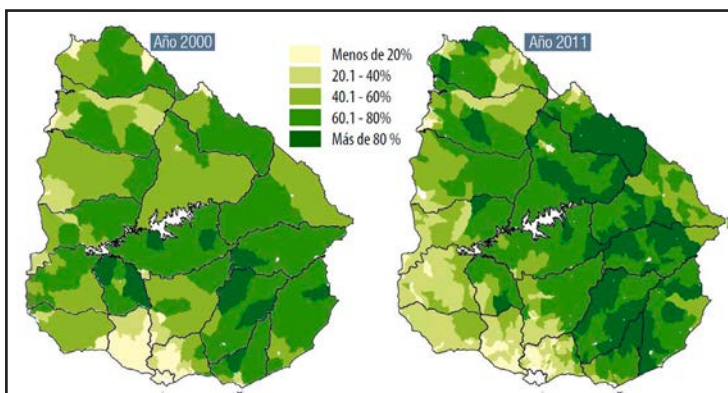 Año 2000
Menos de 20%
20.1 - 40%
40.1 - 60%
60.1 - 80%
Más de 80 %
Año 2011